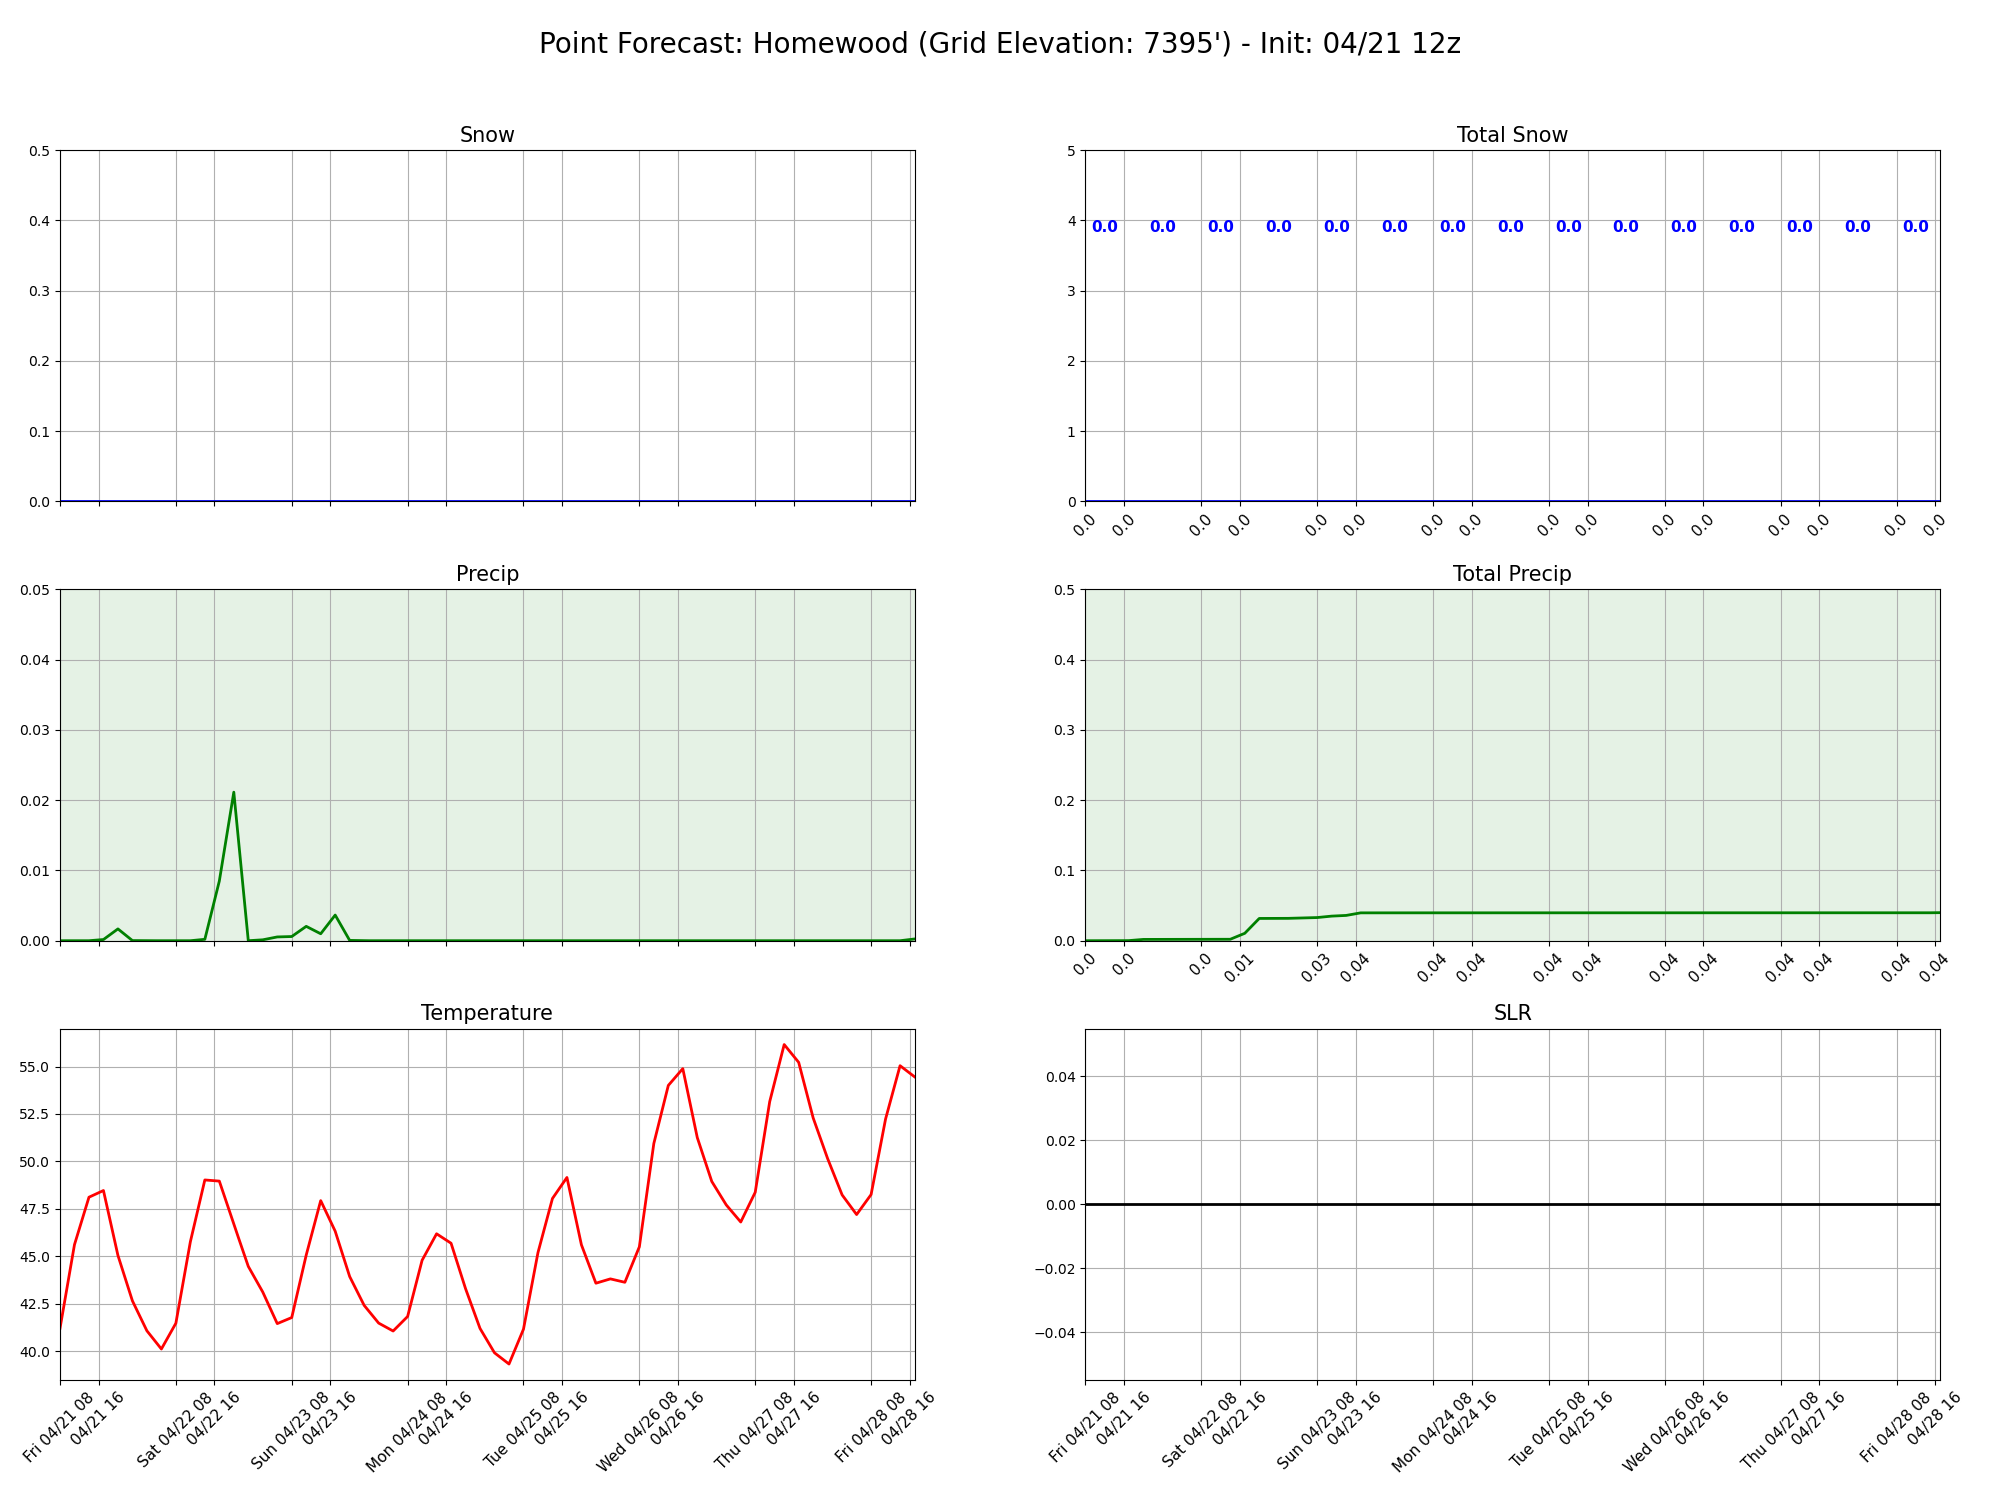 Point Forecast: Homewood (Grid Elevation: 7395') - Init: 04/21 12z
Snow
0.5
0.4
0.3
0.2
0.1
0.0
Total Snow
5
4
3
2
1
0
0.0 0.0 0.0 0.0 0.0 0.0 0.0 0.0 0.0 0.0 0.0 0.0 0.0 0.0 0.0
0.0 0.0 0.0 0.0 0.0 0.0 0.0 0.0 0.0 0.0 0.0 0.0 0.0 0.0 0.0 0.0
Precip
0.05
0.04
0.03
0.02
0.01
0.00
Total Precip
0.5
0.4
0.3
0.2
0.1
0.0
0.0 0.0 0.0 0.01 0.03 0.04 0.04 0.04 0.04 0.04 0.04 0.04 0.04 0.04 0.04 0.04
Temperature
55.0
52.5
50.0
47.5
45.0
42.5
40.0
Fri 04/21 08
04/21 16
Sat 04/22 08
04/22 16
Sun 04/23 08
04/23 16
Mon 04/24 08
04/24 16
Tue 04/25 08
04/25 16
Wed 04/26 08
04/26 16
Thu 04/27 08
04/27 16
Fri 04/28 08
04/28 16
SLR
0.04
0.02
0.00
−0.02
−0.04
Fri 04/21 08
04/21 16
Sat 04/22 08
04/22 16
Sun 04/23 08
04/23 16
Mon 04/24 08
04/24 16
Tue 04/25 08
04/25 16
Wed 04/26 08
04/26 16
Thu 04/27 08
04/27 16
Fri 04/28 08
04/28 16